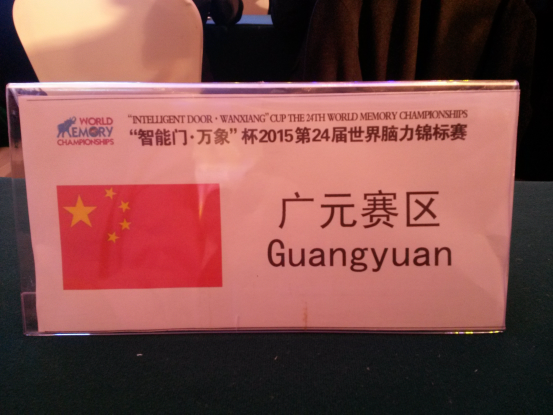 WORLD
MEMORY
CHAMPIONSHIPS
"INTELLIGENT DOOR · WANXIANG" CUP THE 24TH WORLD MEMORY CHAMPIONSHIPS
“智能门·万象”杯2015第24届世界脑力锦标赛
广元赛区
Guangyuan